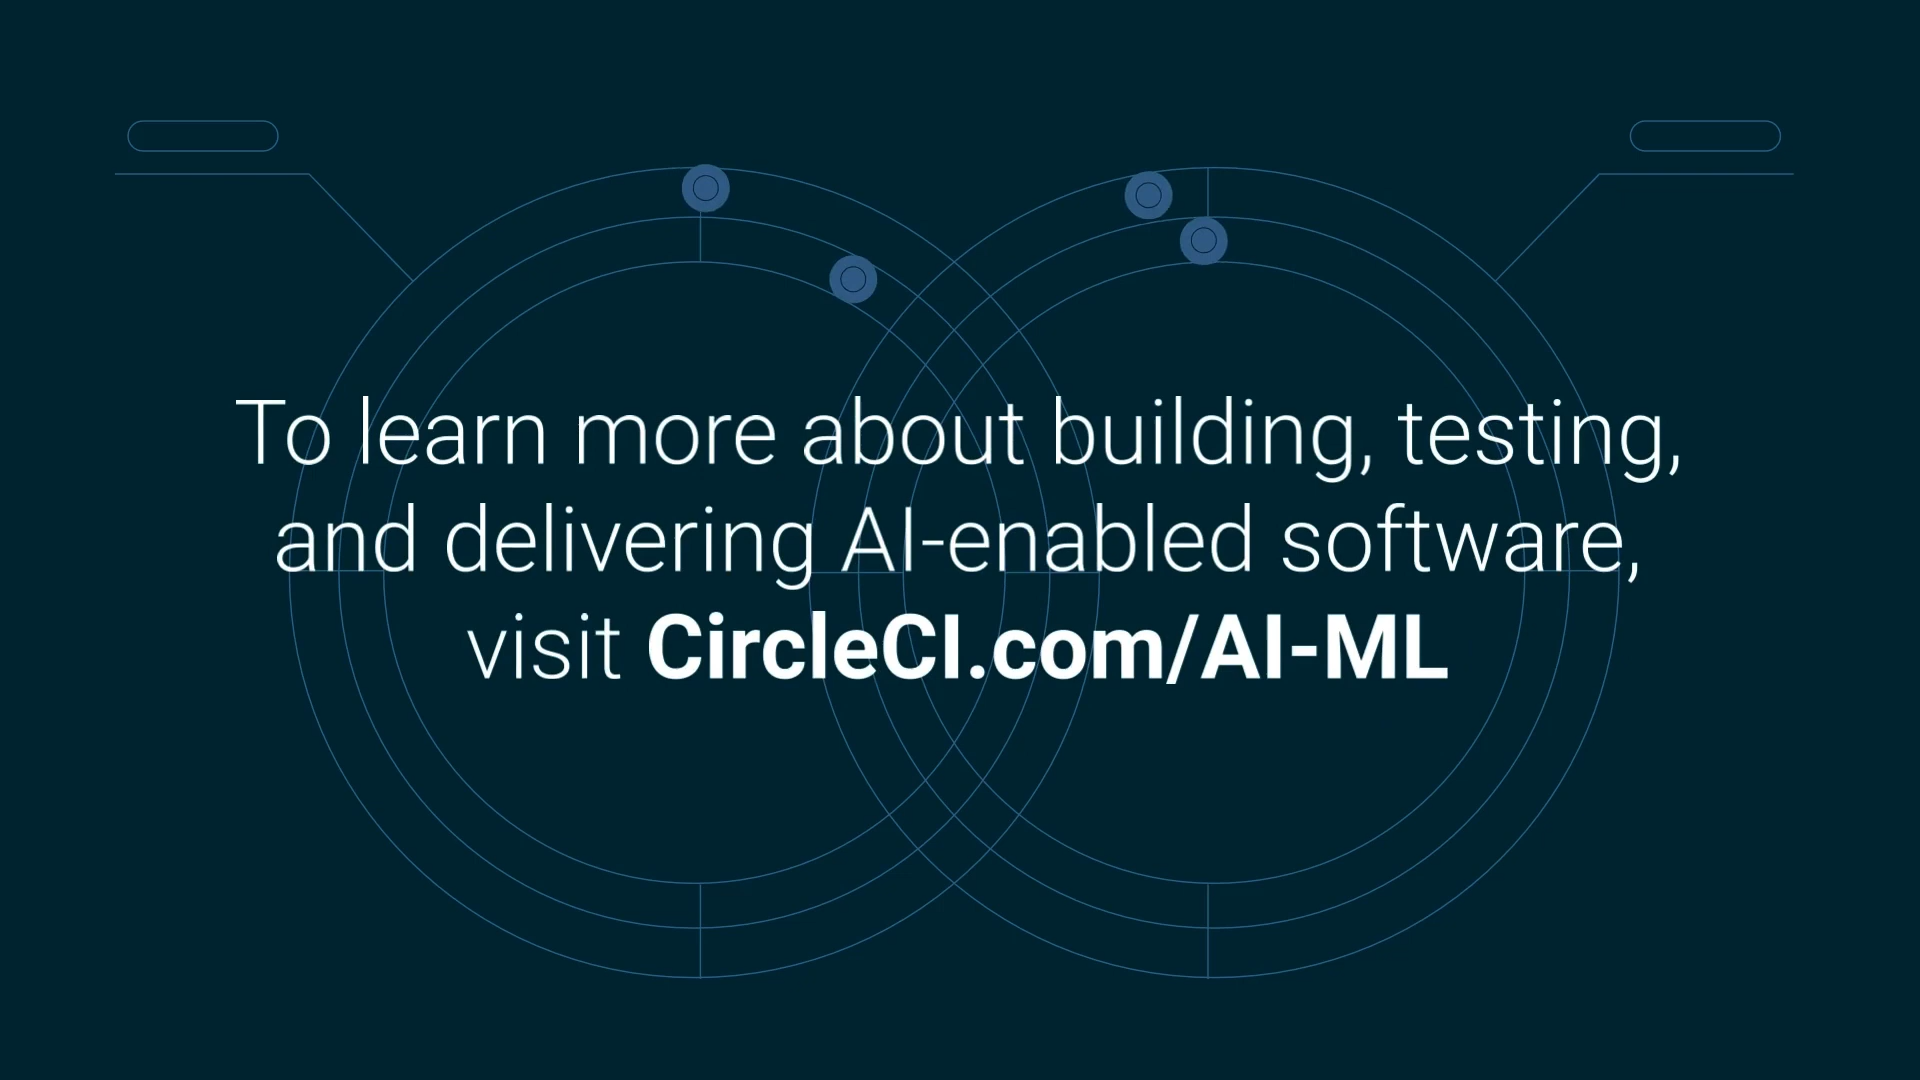 To learn more about building, testing,
and delivering AI-enabled software,
visit CircleCI.com/AI-ML